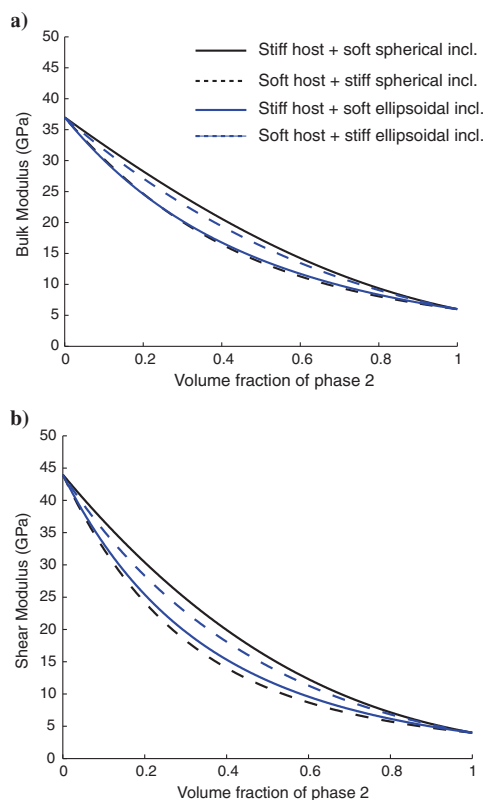 a)
50
45
40
35
30
25
20
15
10
5
0
Bulk Modulus (GPa)
Stiff host + soft spherical incl.
Soft host + stiff spherical incl.
Stiff host + soft ellipsoidal incl.
Soft host + stiff ellipsoidal incl.
0 0.2 0.4 0.6 0.8 1
Volume fraction of phase 2
b)
50
45
40
35
30
25
20
15
10
5
0
Shear Modulus (GPa)
0 0.2 0.4 0.6 0.8 1
Volume fraction of phase 2